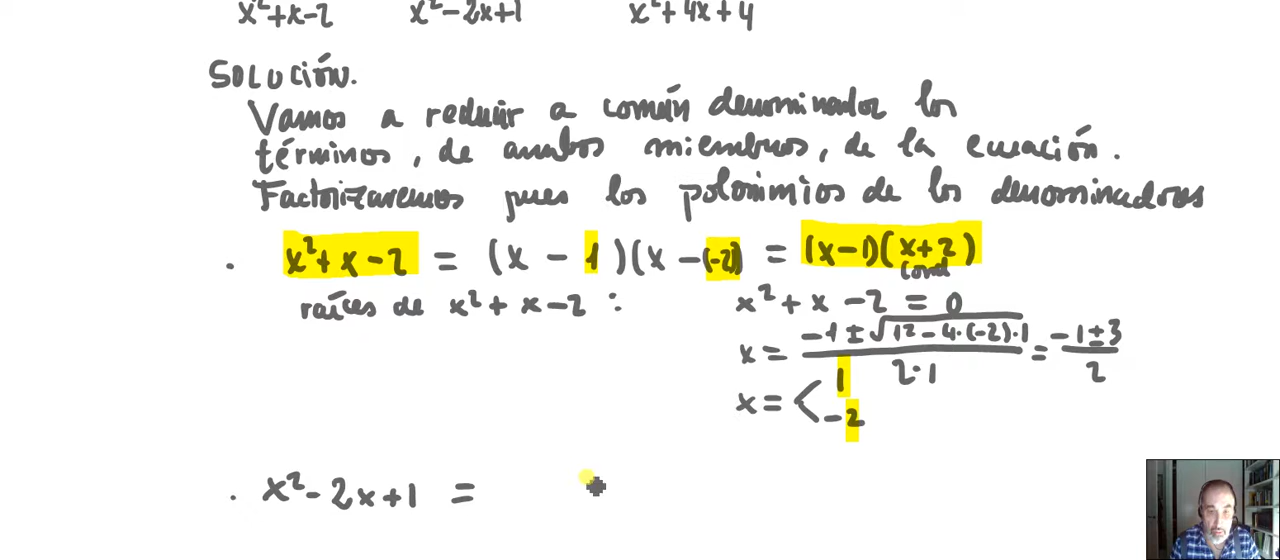 x²+x-2 x²-2x+1 x²+4x+4
SOLUCIÓN.
Vamos a reducir a común denominador los
términos, de ambos miembros, de la ecuación.
Factorizaremos pues los polinomios de los denominadores
. x²+x-2 = (x - 1)(x-(-2)) = (x-1)(x+2)
raíces de x²+x-2 : x²+x-2=0
x = (-1±√(1²-4·(-2)·1))/(2·1) = (-1±3)/2
x = < 1
-2
. x²-2x+1 =